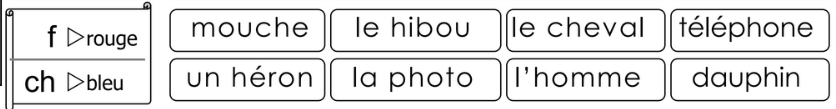 f ▷rouge
ch ▷bleu
mouche le hibou le cheval téléphone
un héron la photo l'homme dauphin